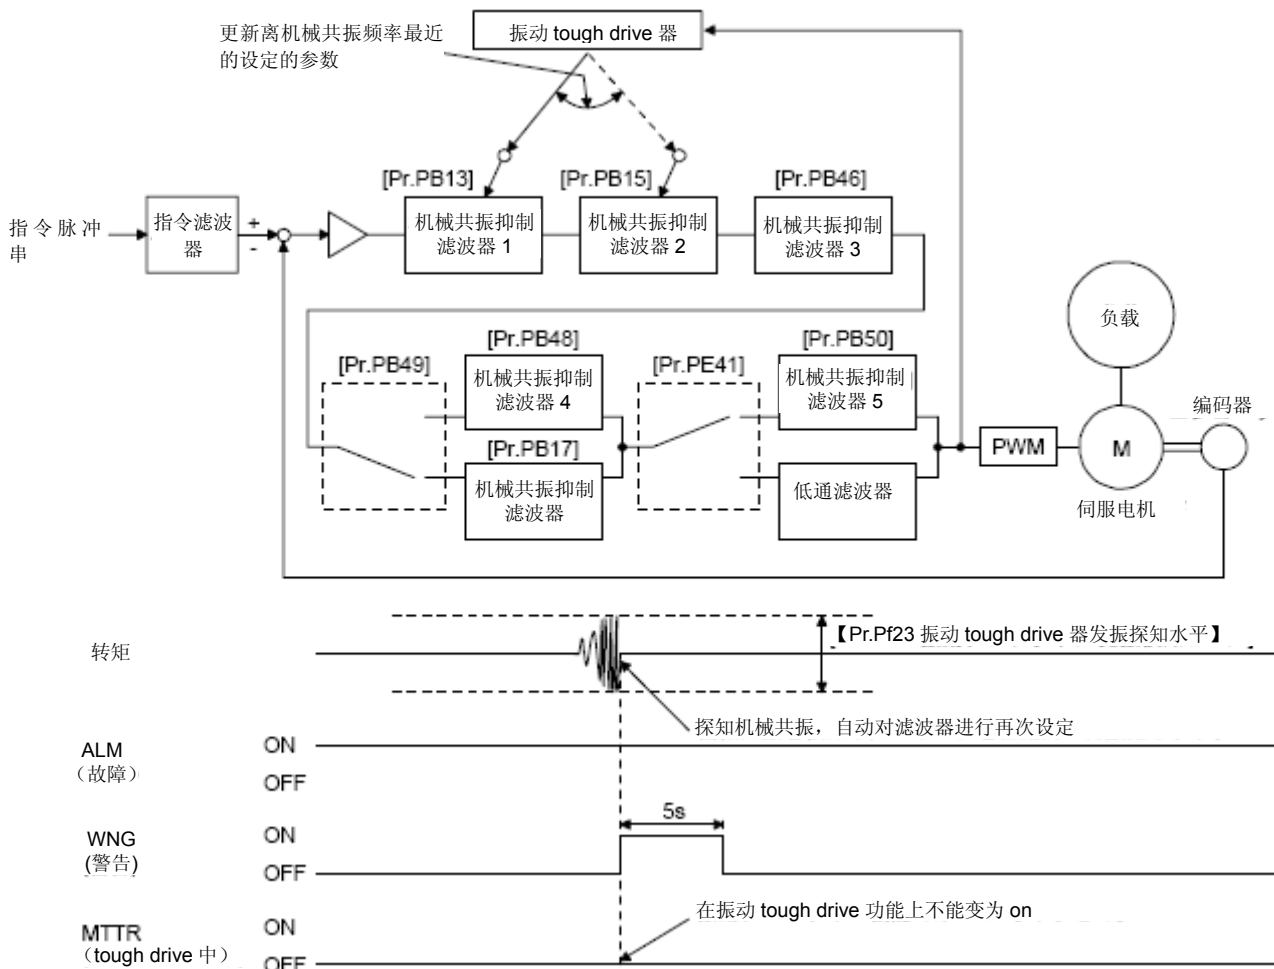 更新离机械共振频率最近
的设定的参数
振动 tough drive 器
[Pr.PB13]
[Pr.PB15]
[Pr.PB46]
指令脉冲
串
指令滤波
器
+
-
机械共振抑制
滤波器 1
机械共振抑制
滤波器 2
机械共振抑制
滤波器 3
负载
[Pr.PB49]
[Pr.PB48]
机械共振抑制
滤波器 4
[Pr.PE41]
[Pr.PB50]
机械共振抑制
滤波器 5
[Pr.PB17]
机械共振抑制
滤波器
低通滤波器
PWM
M
伺服电机
编码器
转矩
【Pr.Pf23 振动 tough drive 器发振探知水平】
探知机械共振，自动对滤波器进行再次设定
ALM
（故障）
ON
OFF
5s
WNG
(警告)
ON
OFF
在振动 tough drive 功能上不能变为 on
MTTR
（tough drive 中）
ON
OFF